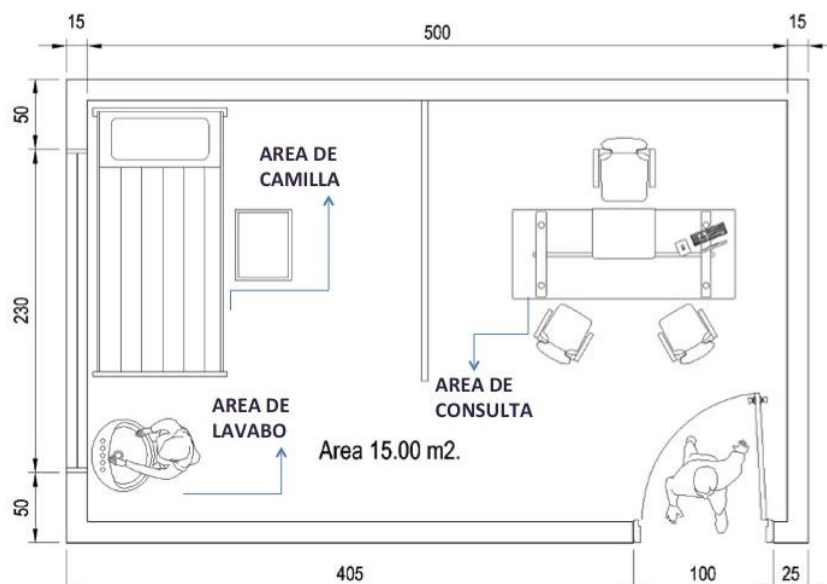 15
500
15
50
230
50
AREA DE
CAMILLA
AREA DE
CONSULTA
AREA DE
LAVABO
Area 15.00 m2.
405
100
25